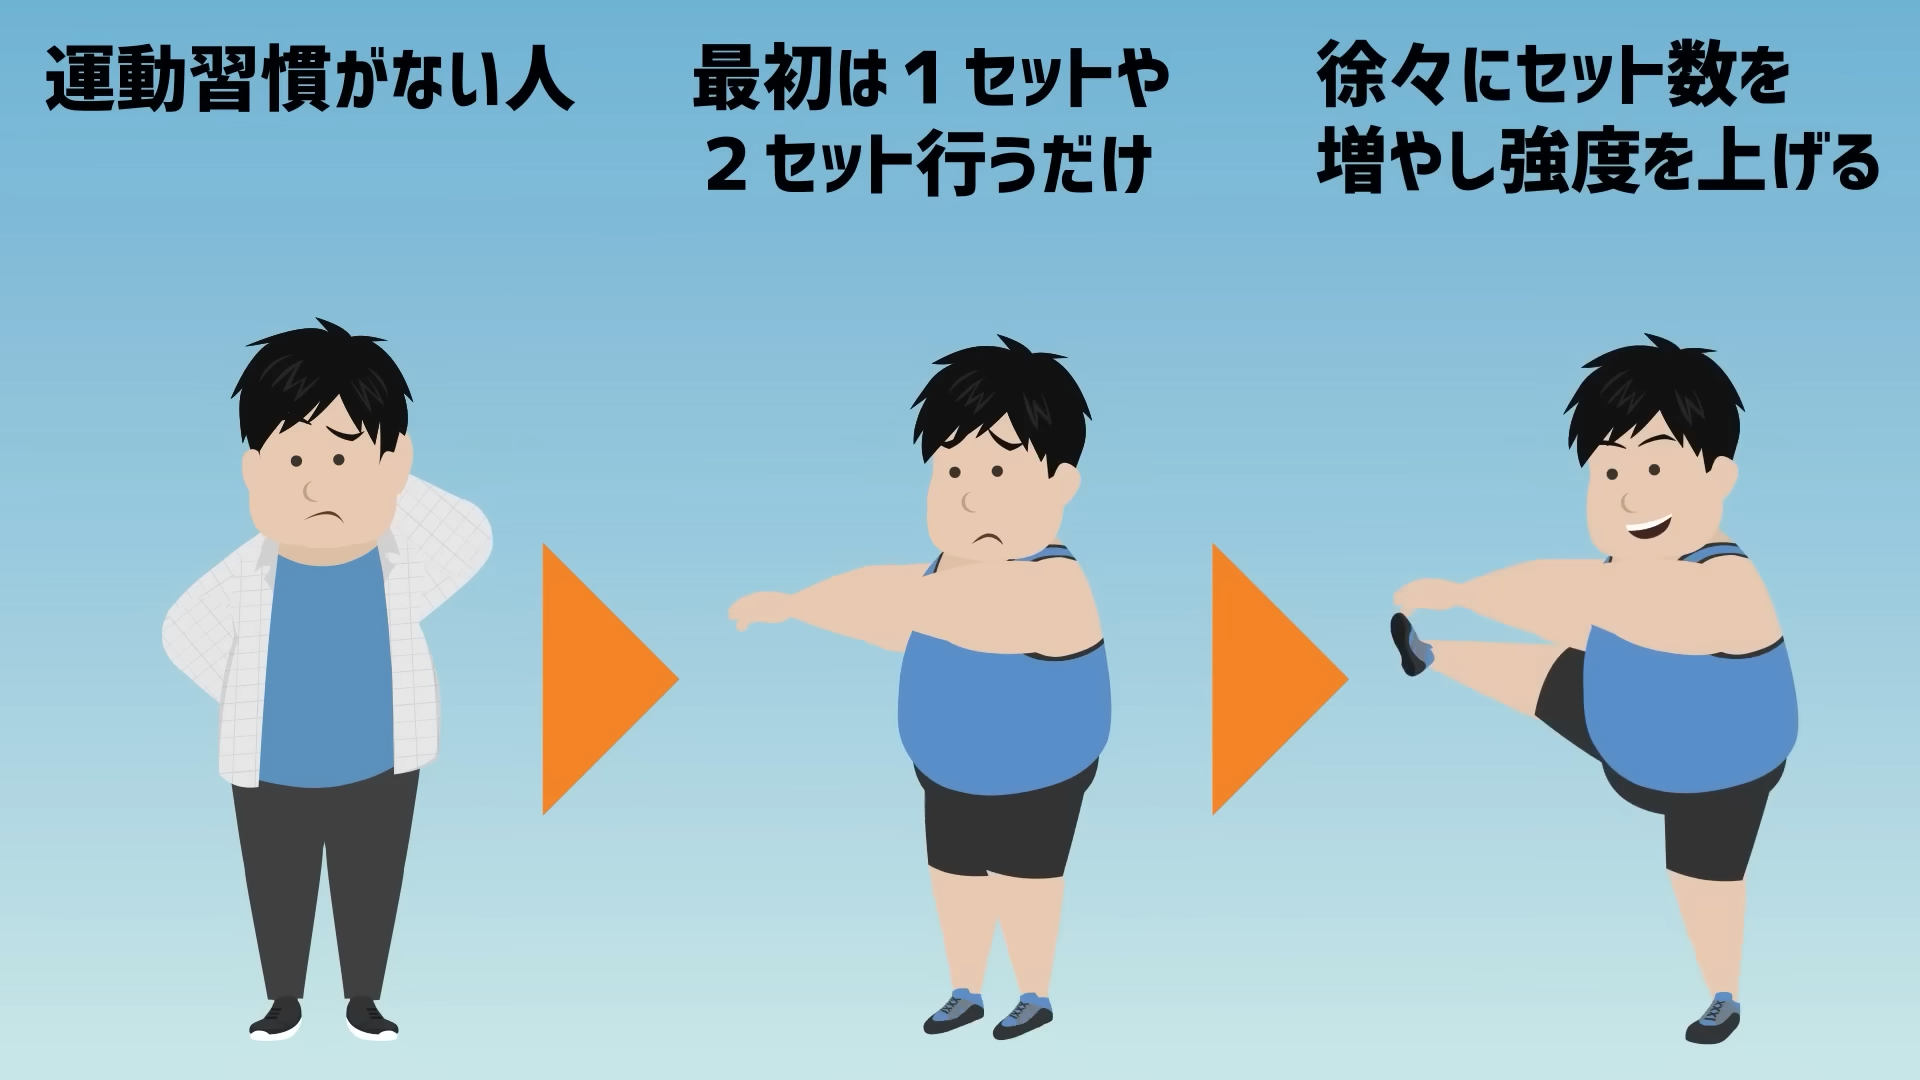 運動習慣がない人
最初は1セットや
2セット行うだけ
徐々にセット数を
増やし強度を上げる